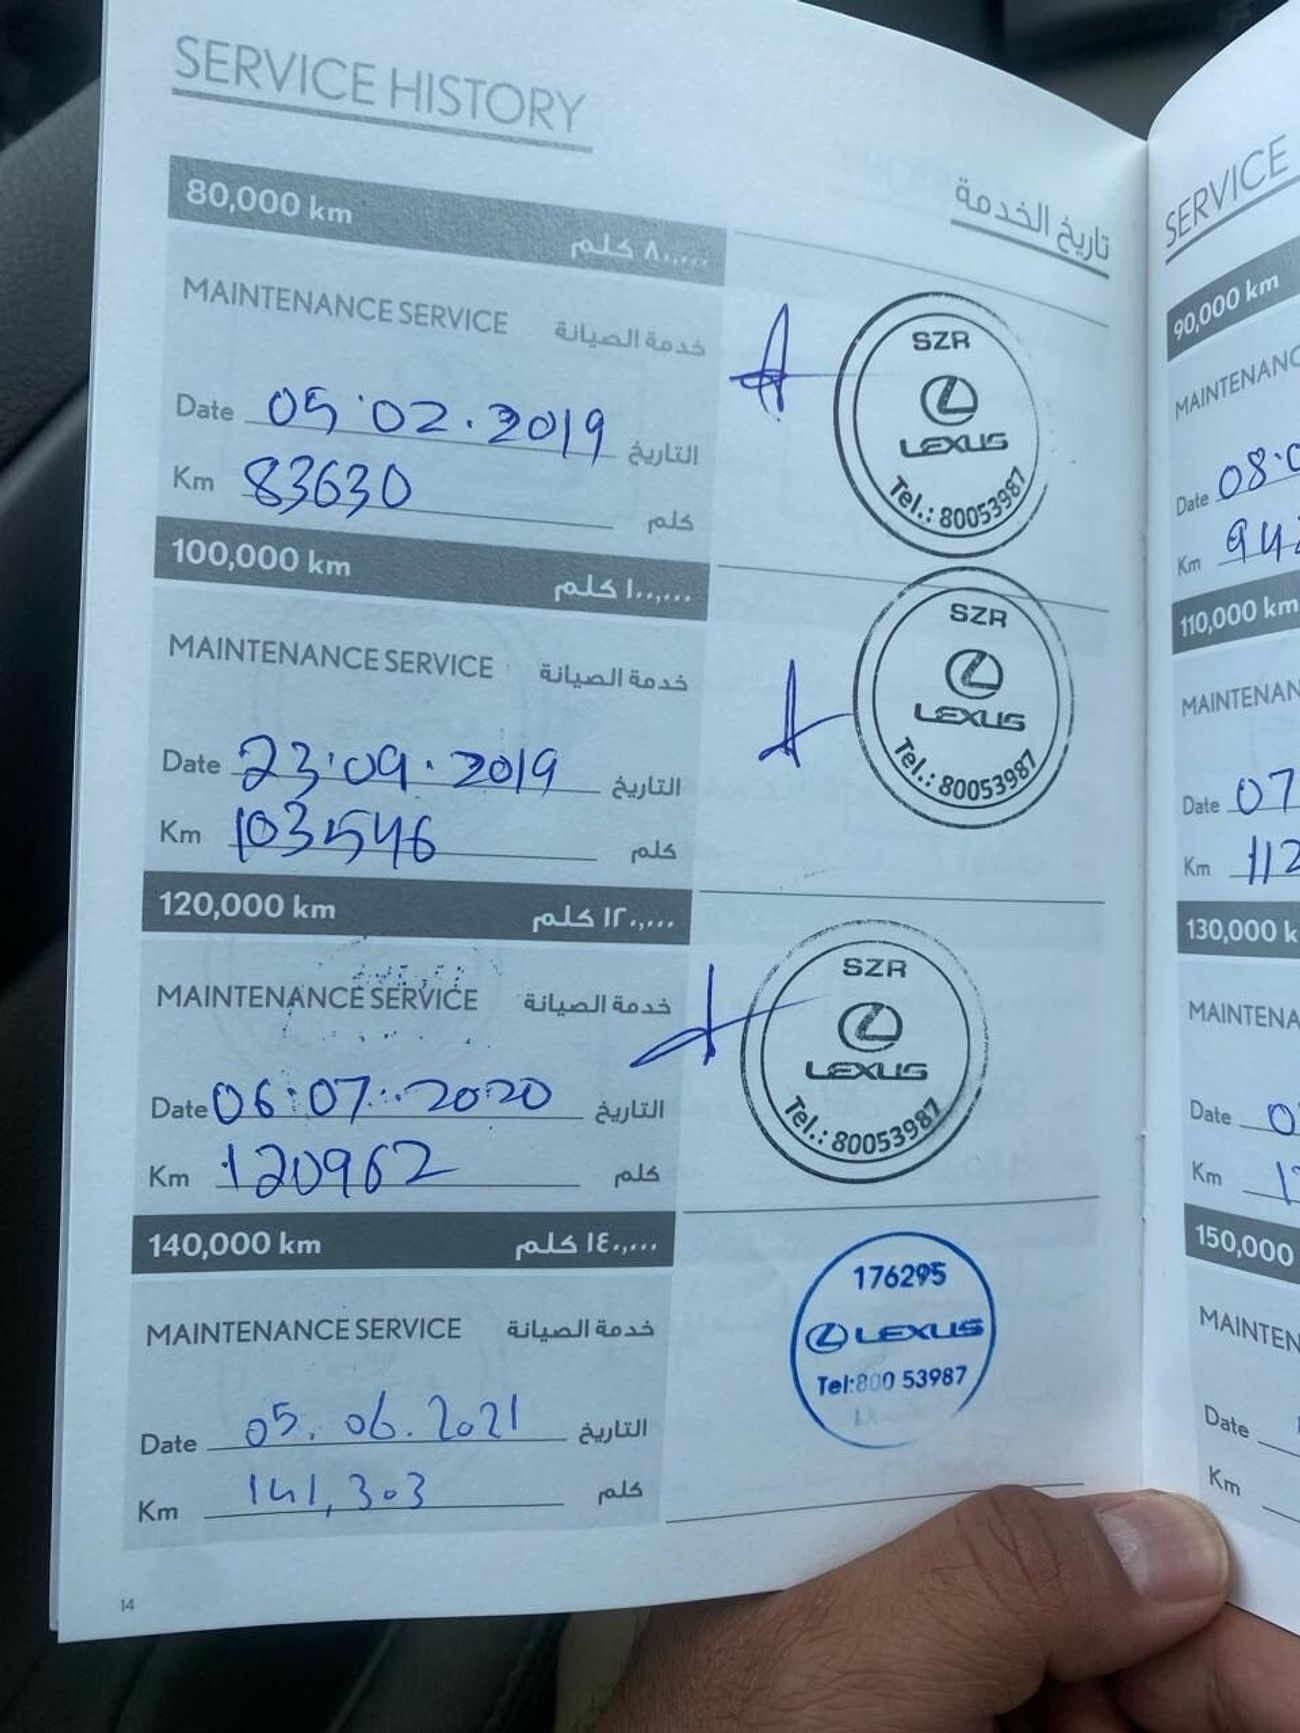 SERVICE HISTORY
تاريخ الخدمة
80,000 km ٨٠,٠٠٠ كلم
MAINTENANCE SERVICE خدمة الصيانة
Date 05.02.2019 التاريخ
Km 83630 كلم
SZR
LEXUS
Tel.: 80053987
100,000 km ١٠٠,٠٠٠ كلم
MAINTENANCE SERVICE خدمة الصيانة
Date 23.09.2019 التاريخ
Km 103546 كلم
SZR
LEXUS
Tel.: 80053987
120,000 km ١٢٠,٠٠٠ كلم
MAINTENANCE SERVICE خدمة الصيانة
Date 06.07.2020 التاريخ
Km 120962 كلم
SZR
LEXUS
Tel.: 80053987
140,000 km ١٤٠,٠٠٠ كلم
MAINTENANCE SERVICE خدمة الصيانة
Date 05.06.2021 التاريخ
Km 141,303 كلم
176295
LEXUS
Tel:800 53987
14
SERVICE
90,000 km
Date
Km
110,000 km
Date 07
Km 112
130,000 k
Date
Km
150,000
Date
Km